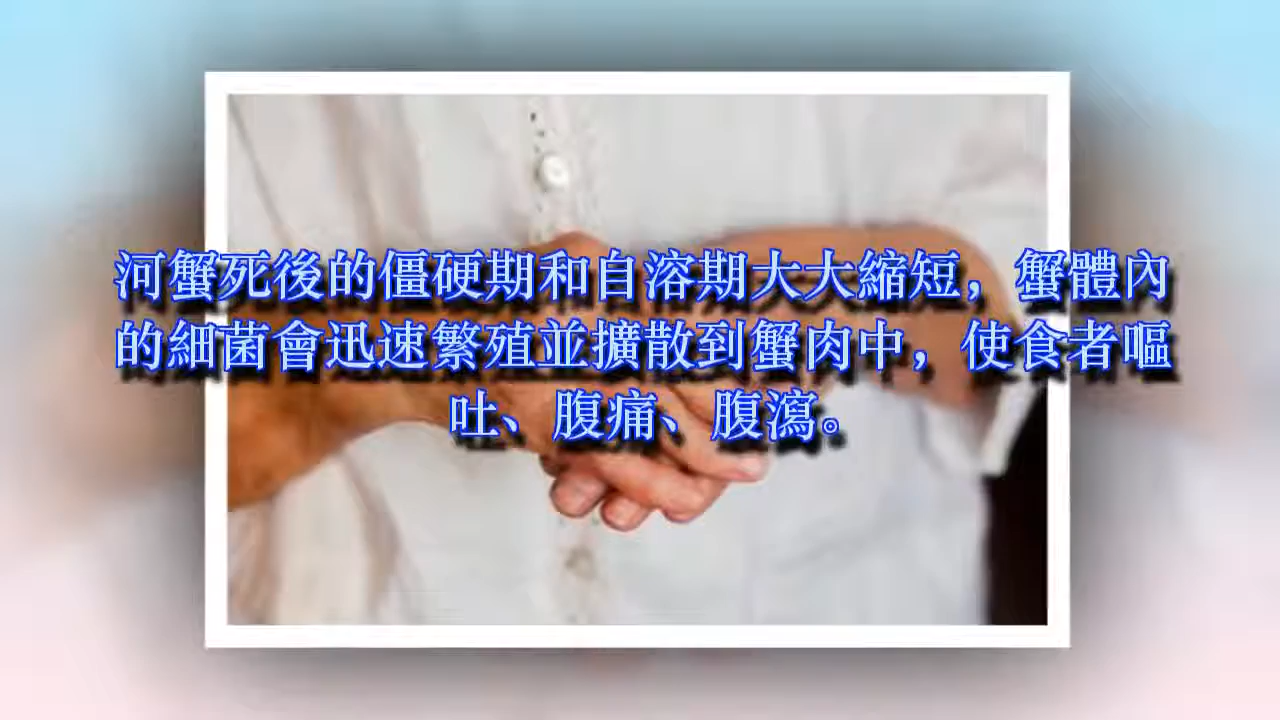 河蟹死後的僵硬期和自溶期大大縮短，蟹體內
的細菌會迅速繁殖並擴散到蟹肉中，使食者嘔
吐、腹痛、腹瀉。